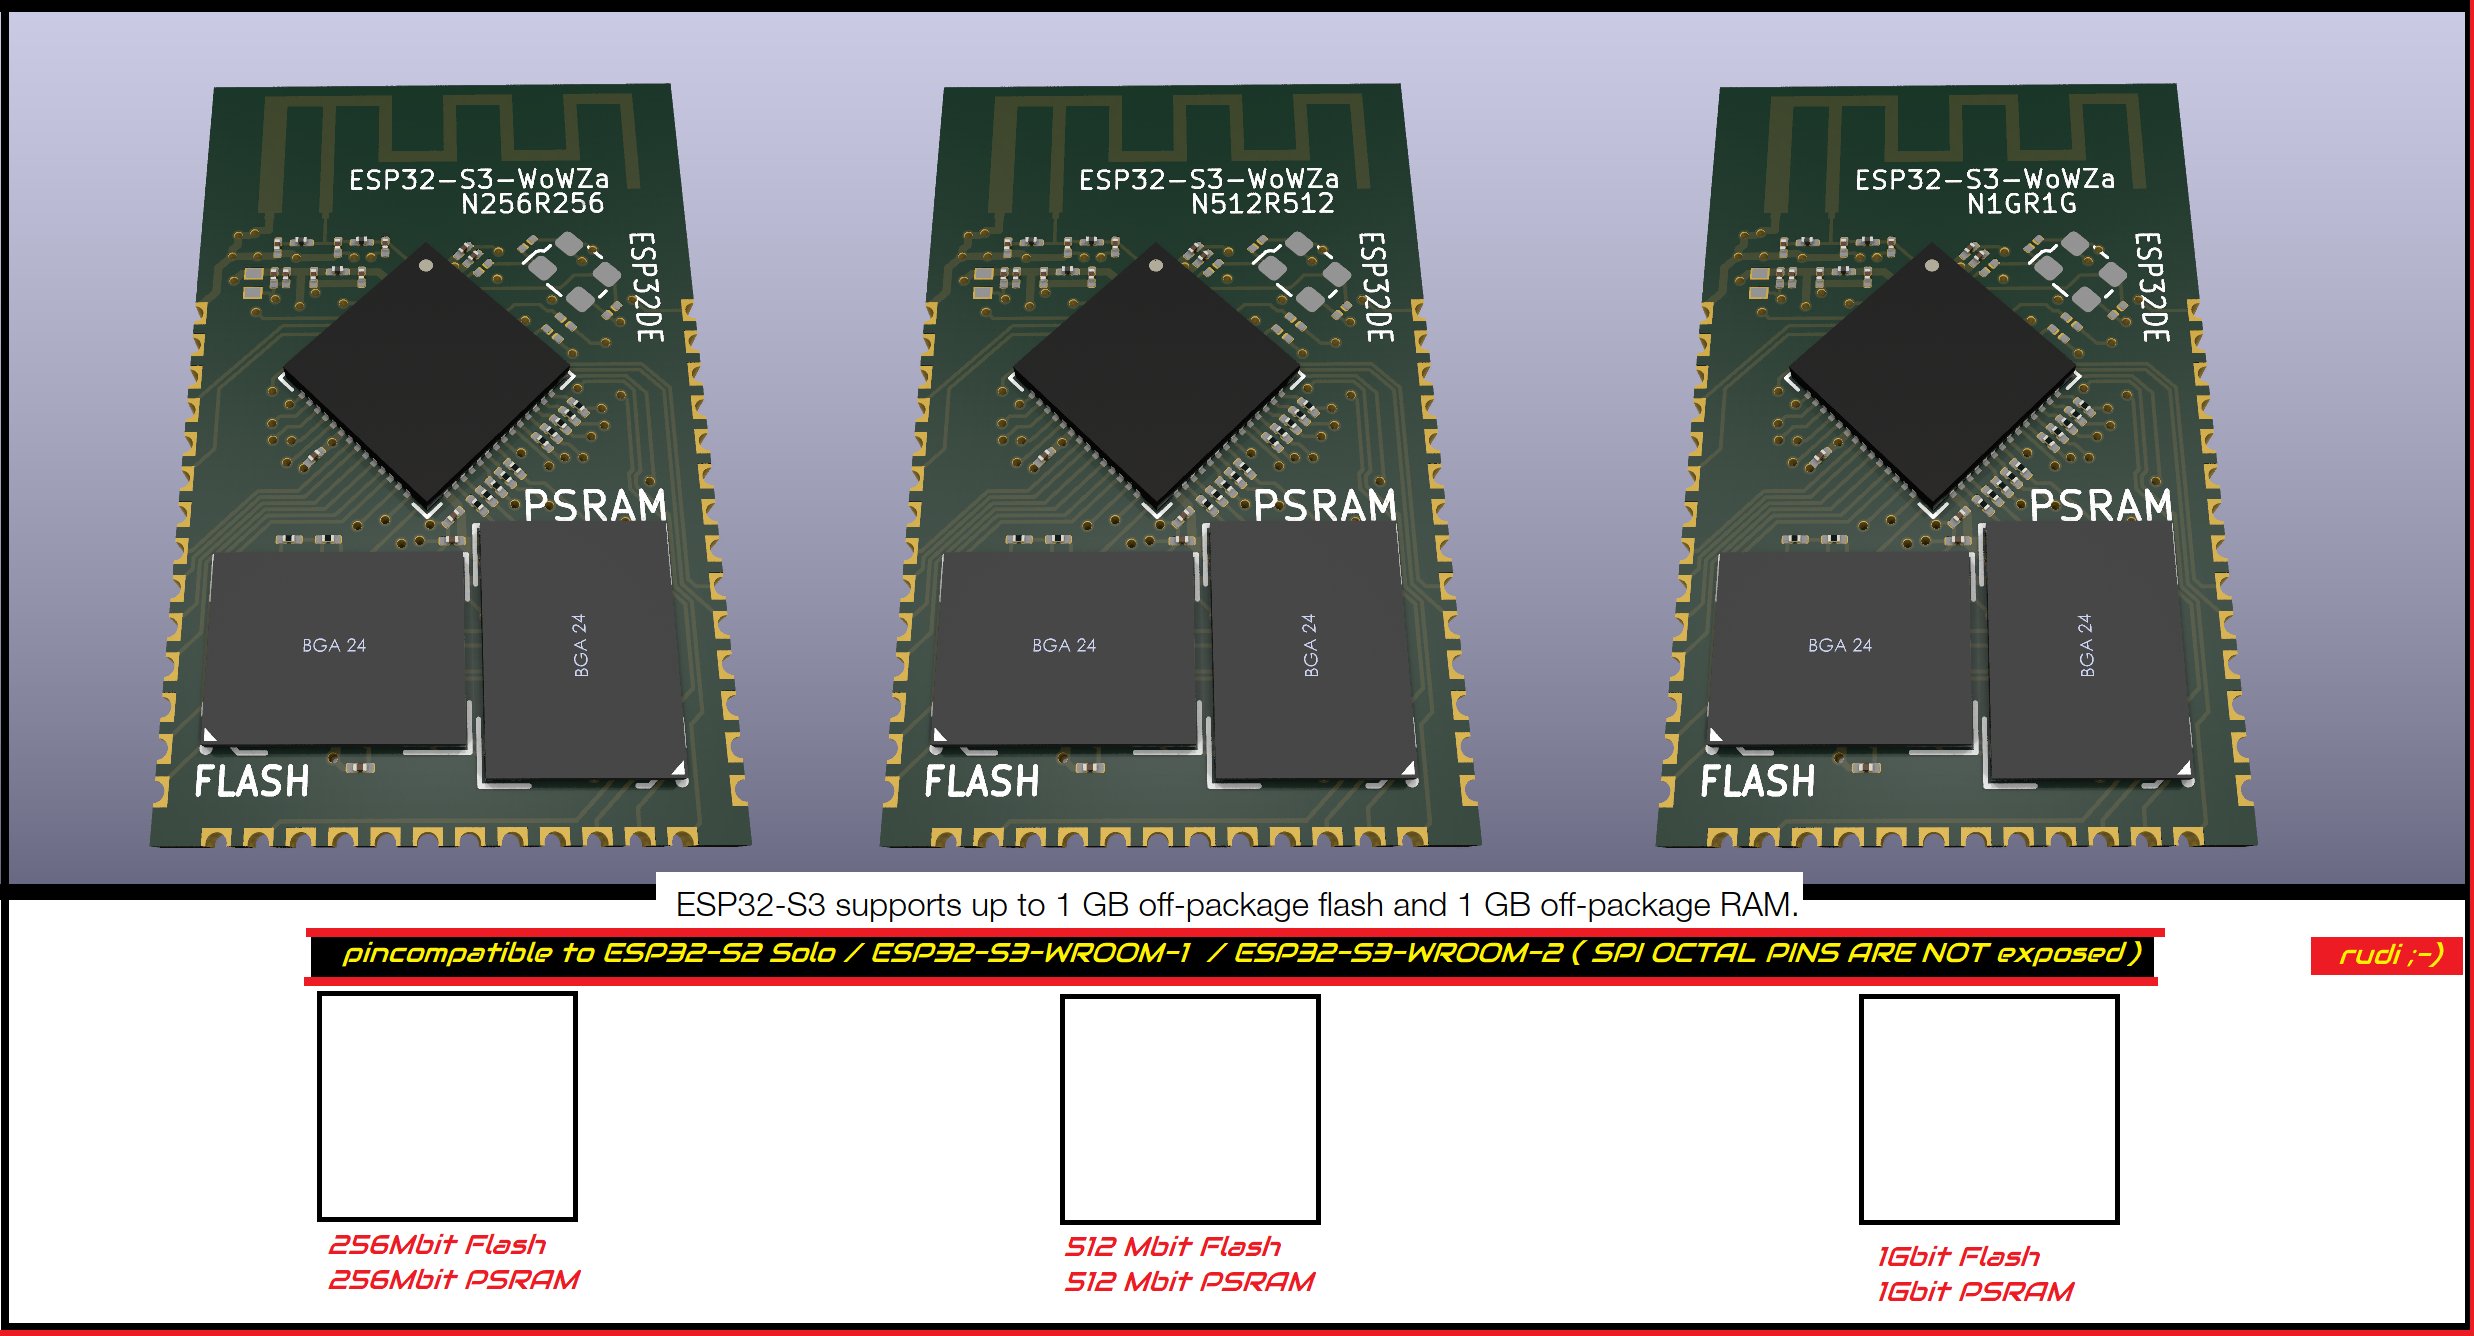 ESP32-S3-WoWZa
N256R256
ESP32DE
PSRAM
BGA 24
BGA 24
FLASH
ESP32-S3-WoWZa
N512R512
ESP32DE
PSRAM
BGA 24
BGA 24
FLASH
ESP32-S3-WoWZa
N1GR1G
ESP32DE
PSRAM
BGA 24
BGA 24
FLASH
ESP32-S3 supports up to 1 GB off-package flash and 1 GB off-package RAM.
pincompatible to ESP32-S2 Solo / ESP32-S3-WROOM-1 / ESP32-S3-WROOM-2 ( SPI OCTAL PINS ARE NOT exposed )
rudi ;-)
256Mbit Flash
256Mbit PSRAM
512 Mbit Flash
512 Mbit PSRAM
1Gbit Flash
1Gbit PSRAM